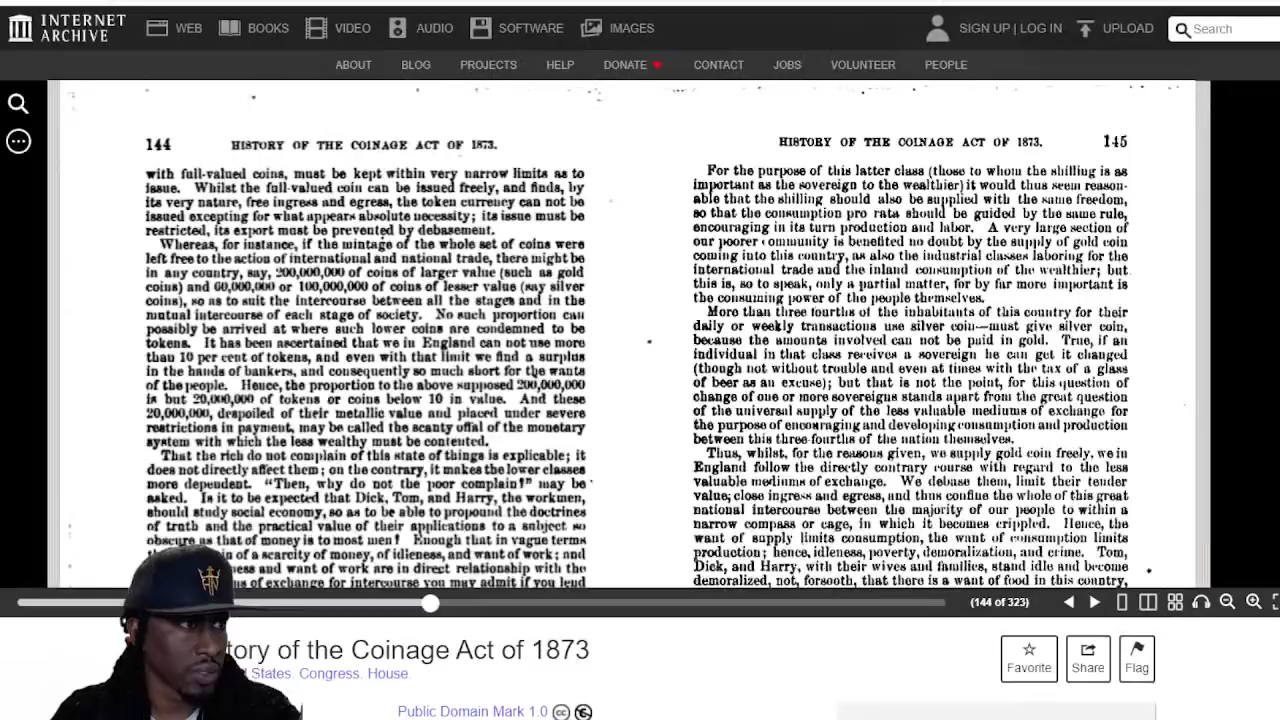 INTERNET
ARCHIVE
WEB
BOOKS
VIDEO
AUDIO
SOFTWARE
IMAGES
SIGN UP | LOG IN
UPLOAD
Search
ABOUT
BLOG
PROJECTS
HELP
DONATE
CONTACT
JOBS
VOLUNTEER
PEOPLE
144 HISTORY OF THE COINAGE ACT OF 1873.
with full-valued coins, must be kept within very narrow limits as to
issue. Whilst the full-valued coin can be issued freely, and finds, by
its very nature, free ingress and egress, the token currency can not be
issued excepting for what appears absolute necessity; its issue must be
restricted, its export must be prevented by debasement.
Whereas, for instance, if the mintage of the whole set of coins were
left free to the action of international and national trade, there might be
in any country, say, 200,000,000 of coins of larger value (such as gold
coins) and 60,000,000 or 100,000,000 of coins of lesser value (say silver
coins), so as to suit the intercourse between all the stages and in the
mutual intercourse of each stage of society. No such proportion can
possibly be arrived at where such lower coins are condemned to be
tokens. It has been ascertained that we in England can not use more
than 10 per cent of tokens, and even with that limit we find a surplus
in the hands of bankers, and consequently so much short for the wants
of the people. Hence, the proportion to the above supposed 200,000,000
is but 20,000,000 of tokens or coins below 10 in value. And these
20,000,000, despoiled of their metallic value and placed under severe
restrictions in payment, may be called the scanty offal of the monetary
system with which the less wealthy must be contented.
That the rich do not complain of this state of things is explicable; it
does not directly affect them; on the contrary, it makes the lower classes
more dependent. "Then, why do not the poor complain?" may be
asked. Is it to be expected that Dick, Tom, and Harry, the workmen,
should study social economy, so as to be able to propound the doctrines
of truth and the practical value of their applications to a subject so
obscure as that of money is to most men? Enough that in vague terms
in of a scarcity of money, of idleness, and want of work; and
ness and want of work are in direct relationship with the
s of exchange for intercourse you may admit if you lend
HISTORY OF THE COINAGE ACT OF 1873. 145
For the purpose of this latter class (those to whom the shilling is as
important as the sovereign to the wealthier) it would thus seem reason-
able that the shilling should also be supplied with the same freedom,
so that the consumption pro rata should be guided by the same rule,
encouraging in its turn production and labor. A very large section of
our poorer community is benefited no doubt by the supply of gold coin
coming into this country, as also the industrial classes laboring for the
international trade and the inland consumption of the wealthier; but
this is, so to speak, only a partial matter, for by far more important is
the consuming power of the people themselves.
More than three fourths of the inhabitants of this country for their
daily or weekly transactions use silver coin—must give silver coin,
because the amounts involved can not be paid in gold. True, if an
individual in that class receives a sovereign he can get it changed
(though not without trouble and even at times with the tax of a glass
of beer as an excuse); but that is not the point, for this question of
change of one or more sovereigns stands apart from the great question
of the universal supply of the less valuable mediums of exchange for
the purpose of encouraging and developing consumption and production
between this three-fourths of the nation themselves.
Thus, whilst, for the reasons given, we supply gold coin freely, we in
England follow the directly contrary course with regard to the less
valuable mediums of exchange. We debase them, limit their tender
value; close ingress and egress, and thus confine the whole of this great
national intercourse between the majority of our people to within a
narrow compass or cage, in which it becomes crippled. Hence, the
want of supply limits consumption, the want of consumption limits
production; hence, idleness, poverty, demoralization, and crime. Tom,
Dick, and Harry, with their wives and families, stand idle and become
demoralized, not, forsooth, that there is a want of food in this country,
(144 of 323)
tory of the Coinage Act of 1873
States. Congress. House.
Public Domain Mark 1.0
Favorite
Share
Flag